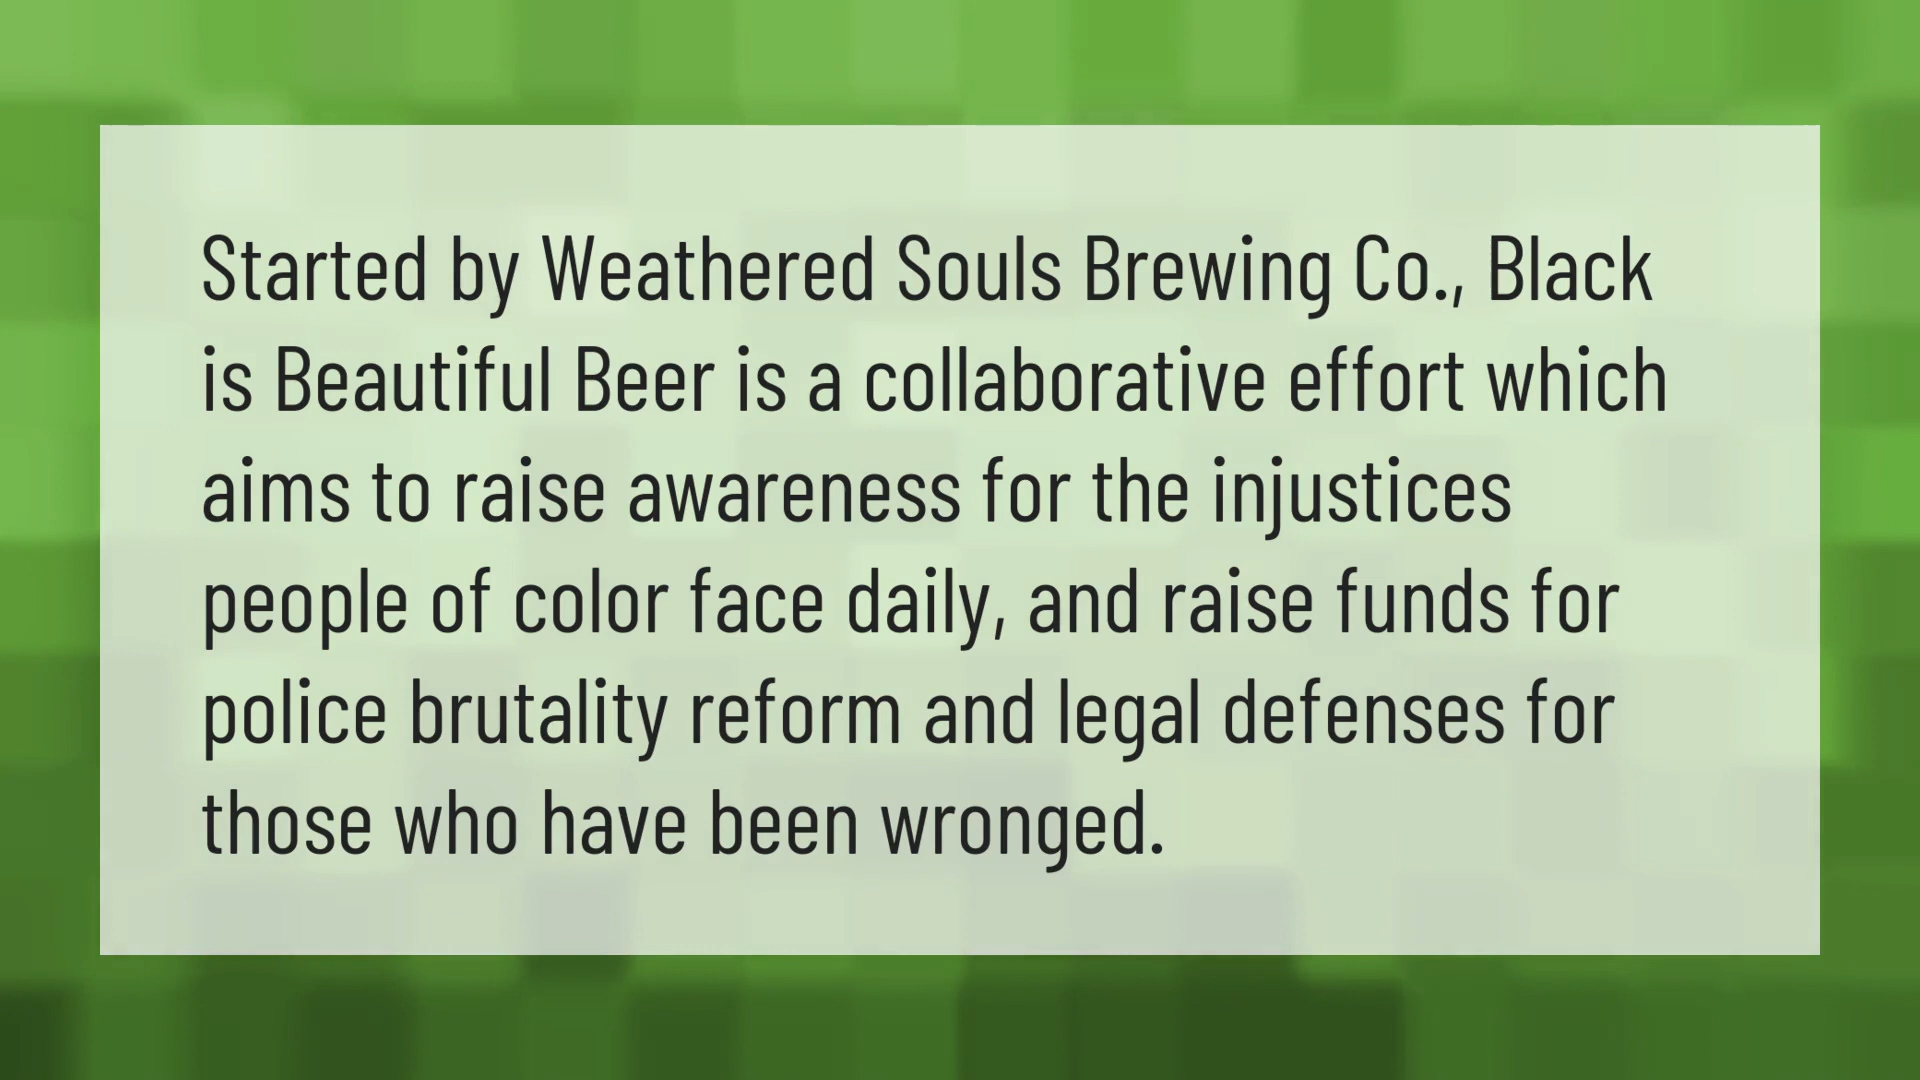 Started by Weathered Souls Brewing Co., Black
is Beautiful Beer is a collaborative effort which
aims to raise awareness for the injustices
people of color face daily, and raise funds for
police brutality reform and legal defenses for
those who have been wronged.